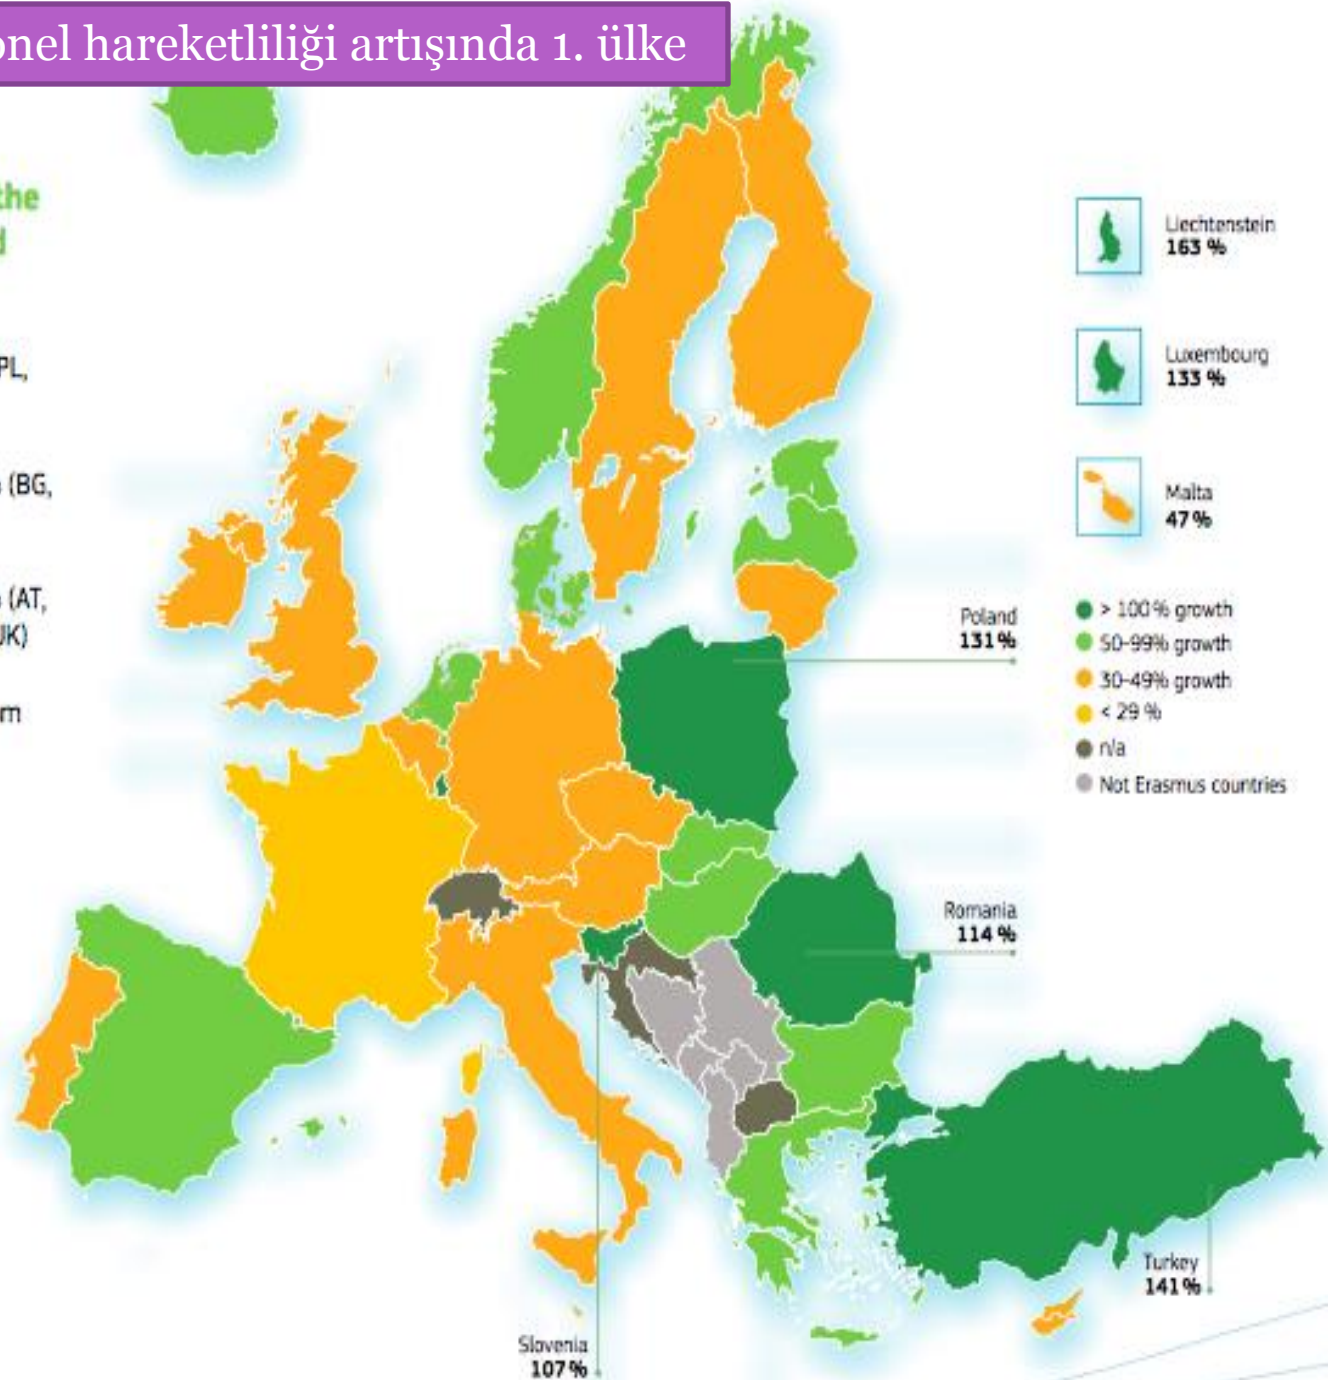 onel hareketliliği artışında 1. ülke
the
d
PL,
(BG,
(AT,
UK)
m
Liechtenstein
163 %
Luxembourg
133 %
Malta
47 %
> 100 % growth
50-99% growth
30-49% growth
< 29 %
n/a
Not Erasmus countries
Poland
131%
Romania
114 %
Turkey
141%
Slovenia
107 %